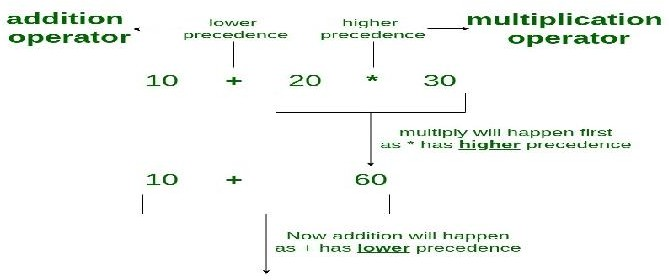 addition
operator
lower
precedence
higher
precedence
multiplication
operator
10 + 20 * 30
multiply will happen first
as * has higher precedence
10 + 60
Now addition will happen
as + has lower precedence